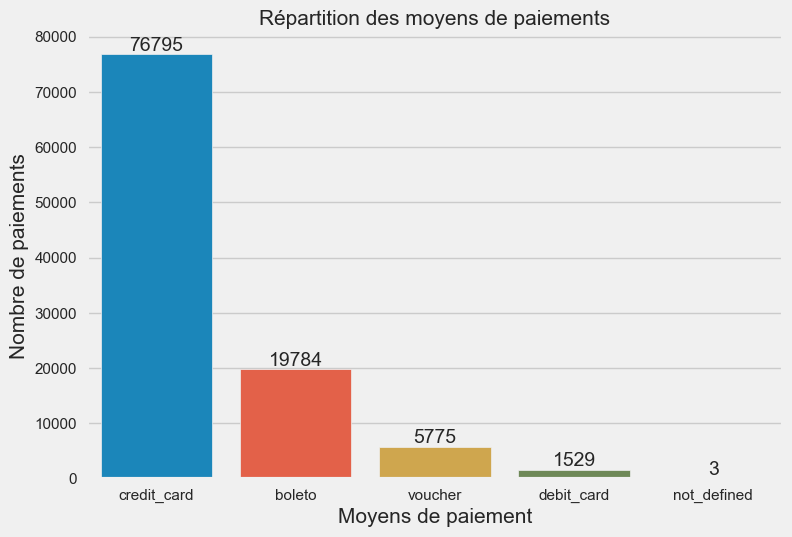 Répartition des moyens de paiements
80000
70000
60000
50000
40000
30000
20000
10000
0
Nombre de paiements
76795
19784
5775
1529
3
credit_card
boleto
voucher
debit_card
not_defined
Moyens de paiement